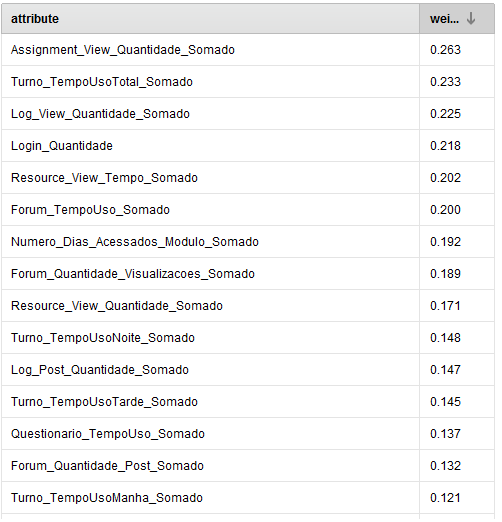 attribute wei...
Assignment_View_Quantidade_Somado 0.263
Turno_TempoUsoTotal_Somado 0.233
Log_View_Quantidade_Somado 0.225
Login_Quantidade 0.218
Resource_View_Tempo_Somado 0.202
Forum_TempoUso_Somado 0.200
Numero_Dias_Acessados_Modulo_Somado 0.192
Forum_Quantidade_Visualizacoes_Somado 0.189
Resource_View_Quantidade_Somado 0.171
Turno_TempoUsoNoite_Somado 0.148
Log_Post_Quantidade_Somado 0.147
Turno_TempoUsoTarde_Somado 0.145
Questionario_TempoUso_Somado 0.137
Forum_Quantidade_Post_Somado 0.132
Turno_TempoUsoManha_Somado 0.121